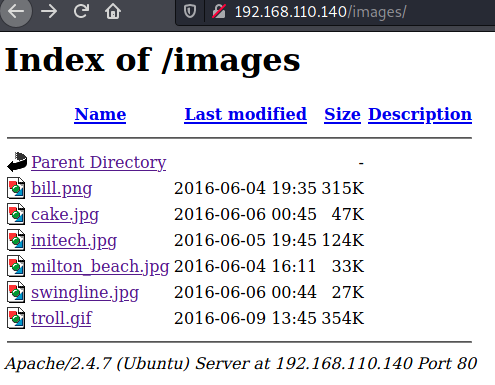 192.168.110.140/images/
Index of /images
Name Last modified Size Description
Parent Directory -
bill.png 2016-06-04 19:35 315K
cake.jpg 2016-06-06 00:45 47K
initech.jpg 2016-06-05 19:45 124K
milton_beach.jpg 2016-06-04 16:11 33K
swingline.jpg 2016-06-06 00:44 27K
troll.gif 2016-06-09 13:45 354K
Apache/2.4.7 (Ubuntu) Server at 192.168.110.140 Port 80